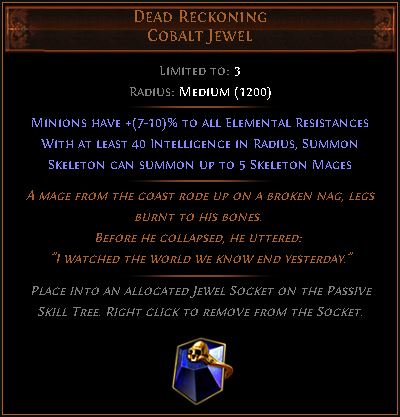 Dead Reckoning
Cobalt Jewel
Limited to: 3
Radius: Medium (1200)
Minions have +(7-10)% to all Elemental Resistances
With at least 40 Intelligence in Radius, Summon
Skeleton can summon up to 5 Skeleton Mages
A mage from the coast rode up on a broken nag, legs
burnt to his bones.
Before he collapsed, he uttered:
"I watched the world we know end yesterday."
Place into an allocated Jewel Socket on the Passive
Skill Tree. Right click to remove from the Socket.